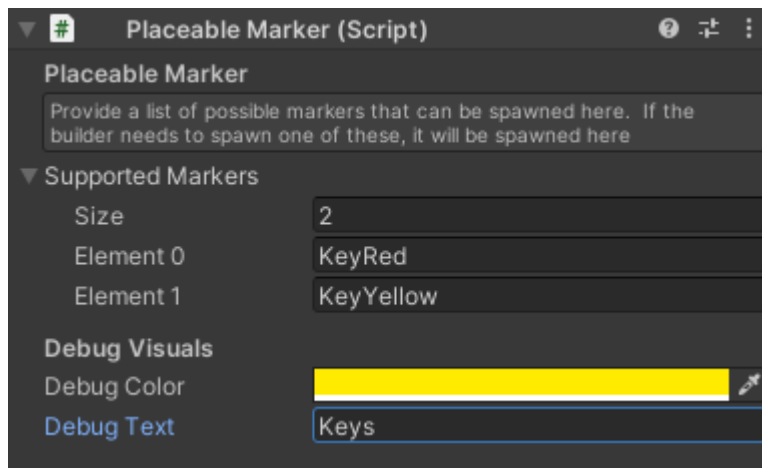 # Placeable Marker (Script)
Placeable Marker
Provide a list of possible markers that can be spawned here. If the
builder needs to spawn one of these, it will be spawned here
Supported Markers
Size 2
Element 0 KeyRed
Element 1 KeyYellow
Debug Visuals
Debug Color
Debug Text Keys